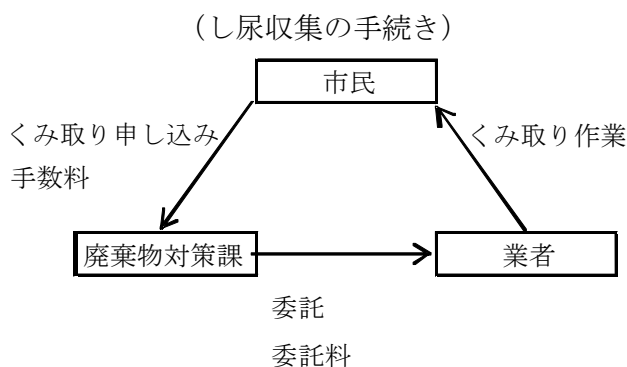 (し尿収集の手続き)
市民
くみ取り申し込み
手数料
くみ取り作業
廃棄物対策課
業者
委託
委託料